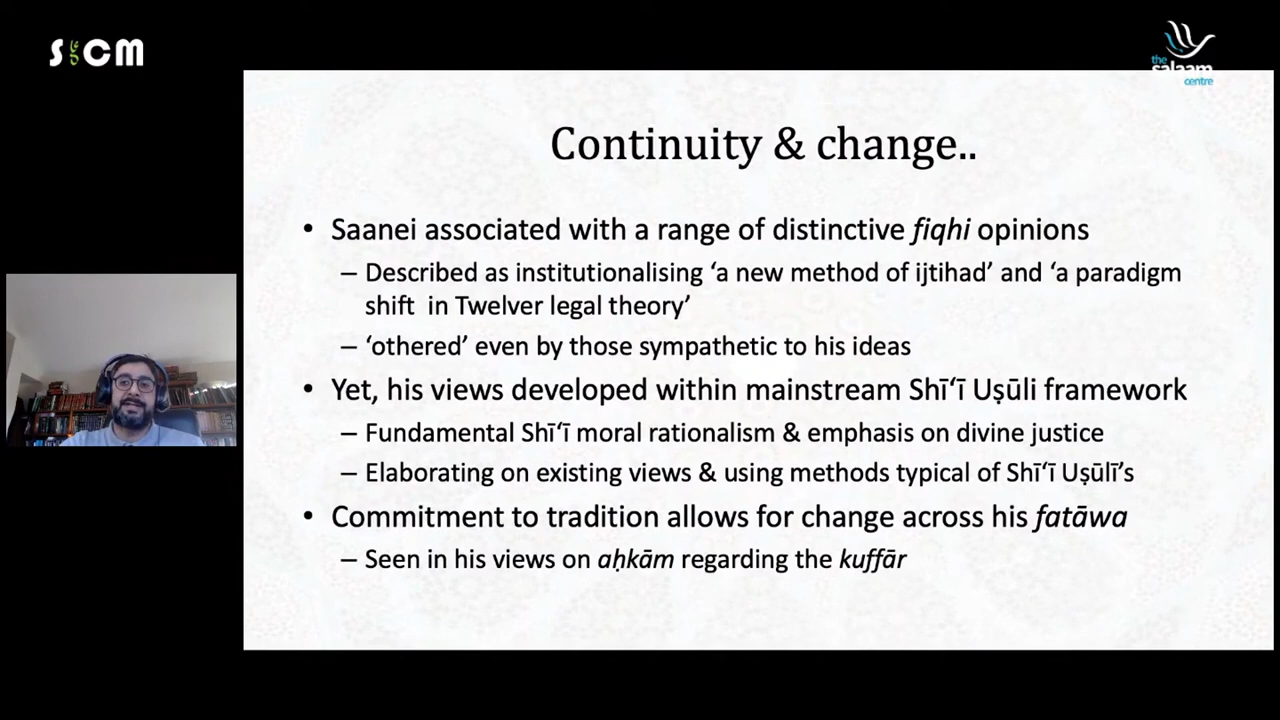 SICM
the
salaam
centre
Continuity & change..
• Saanei associated with a range of distinctive fiqhi opinions
– Described as institutionalising ‘a new method of ijtihad’ and ‘a paradigm
shift in Twelver legal theory’
– ‘othered’ even by those sympathetic to his ideas
• Yet, his views developed within mainstream Shī‘ī Uṣūli framework
– Fundamental Shī‘ī moral rationalism & emphasis on divine justice
– Elaborating on existing views & using methods typical of Shī‘ī Uṣūlī’s
• Commitment to tradition allows for change across his fatāwa
– Seen in his views on aḥkām regarding the kuffār